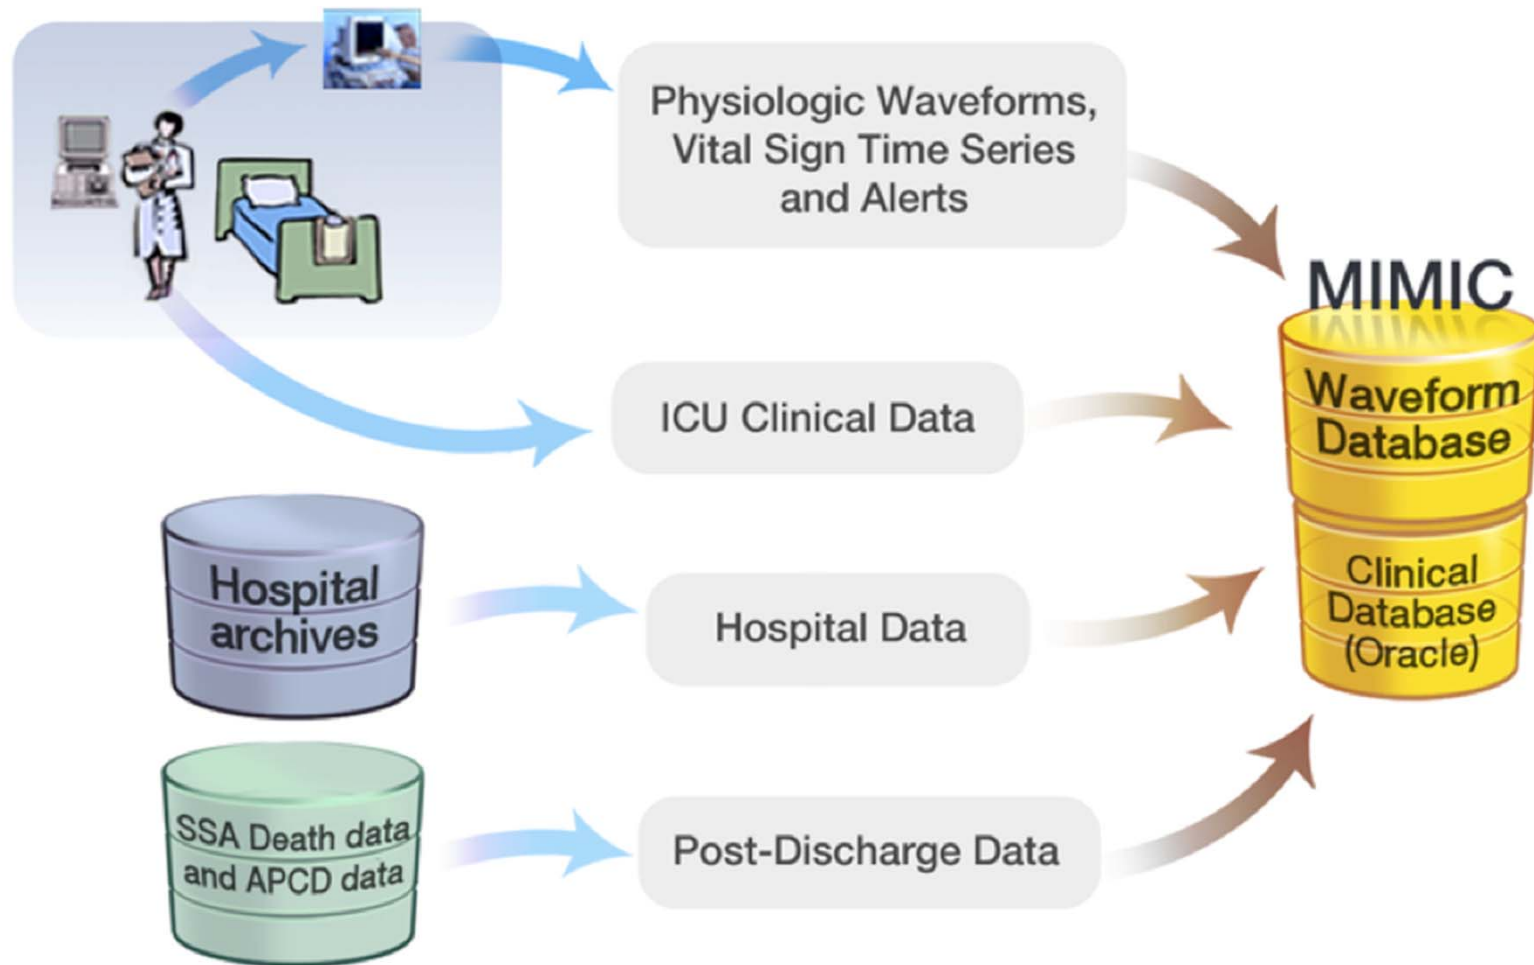 Physiologic Waveforms,
Vital Sign Time Series
and Alerts
MIMIC
Waveform
Database
ICU Clinical Data
Hospital
archives
Hospital Data
Clinical
Database
(Oracle)
SSA Death data
and APCD data
Post-Discharge Data